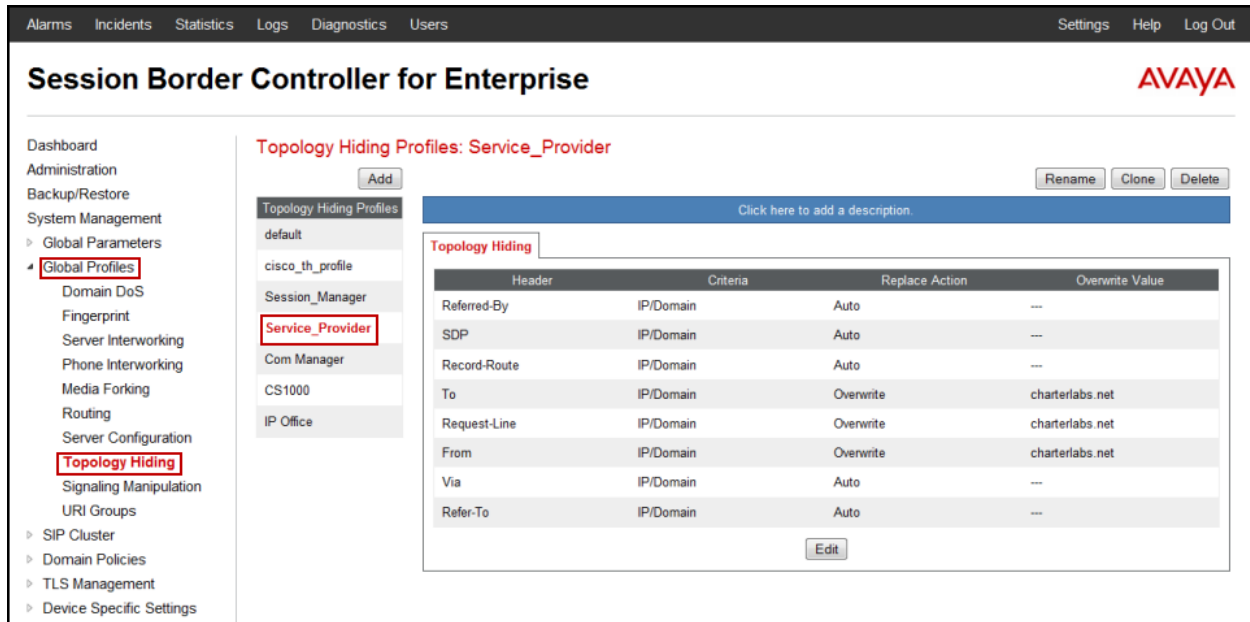 Alarms Incidents Statistics Logs Diagnostics Users Settings Help Log Out
Session Border Controller for Enterprise
AVAYA
Dashboard
Administration
Backup/Restore
System Management
Global Parameters
Global Profiles
Domain DoS
Fingerprint
Server Interworking
Phone Interworking
Media Forking
Routing
Server Configuration
Topology Hiding
Signaling Manipulation
URI Groups
SIP Cluster
Domain Policies
TLS Management
Device Specific Settings
Topology Hiding Profiles: Service_Provider
Add
Rename Clone Delete
Topology Hiding Profiles
default
cisco_th_profile
Session_Manager
Service_Provider
Com Manager
CS1000
IP Office
Click here to add a description.
Topology Hiding
Header Criteria Replace Action Overwrite Value
Referred-By IP/Domain Auto ---
SDP IP/Domain Auto ---
Record-Route IP/Domain Auto ---
To IP/Domain Overwrite charterlabs.net
Request-Line IP/Domain Overwrite charterlabs.net
From IP/Domain Overwrite charterlabs.net
Via IP/Domain Auto ---
Refer-To IP/Domain Auto ---
Edit